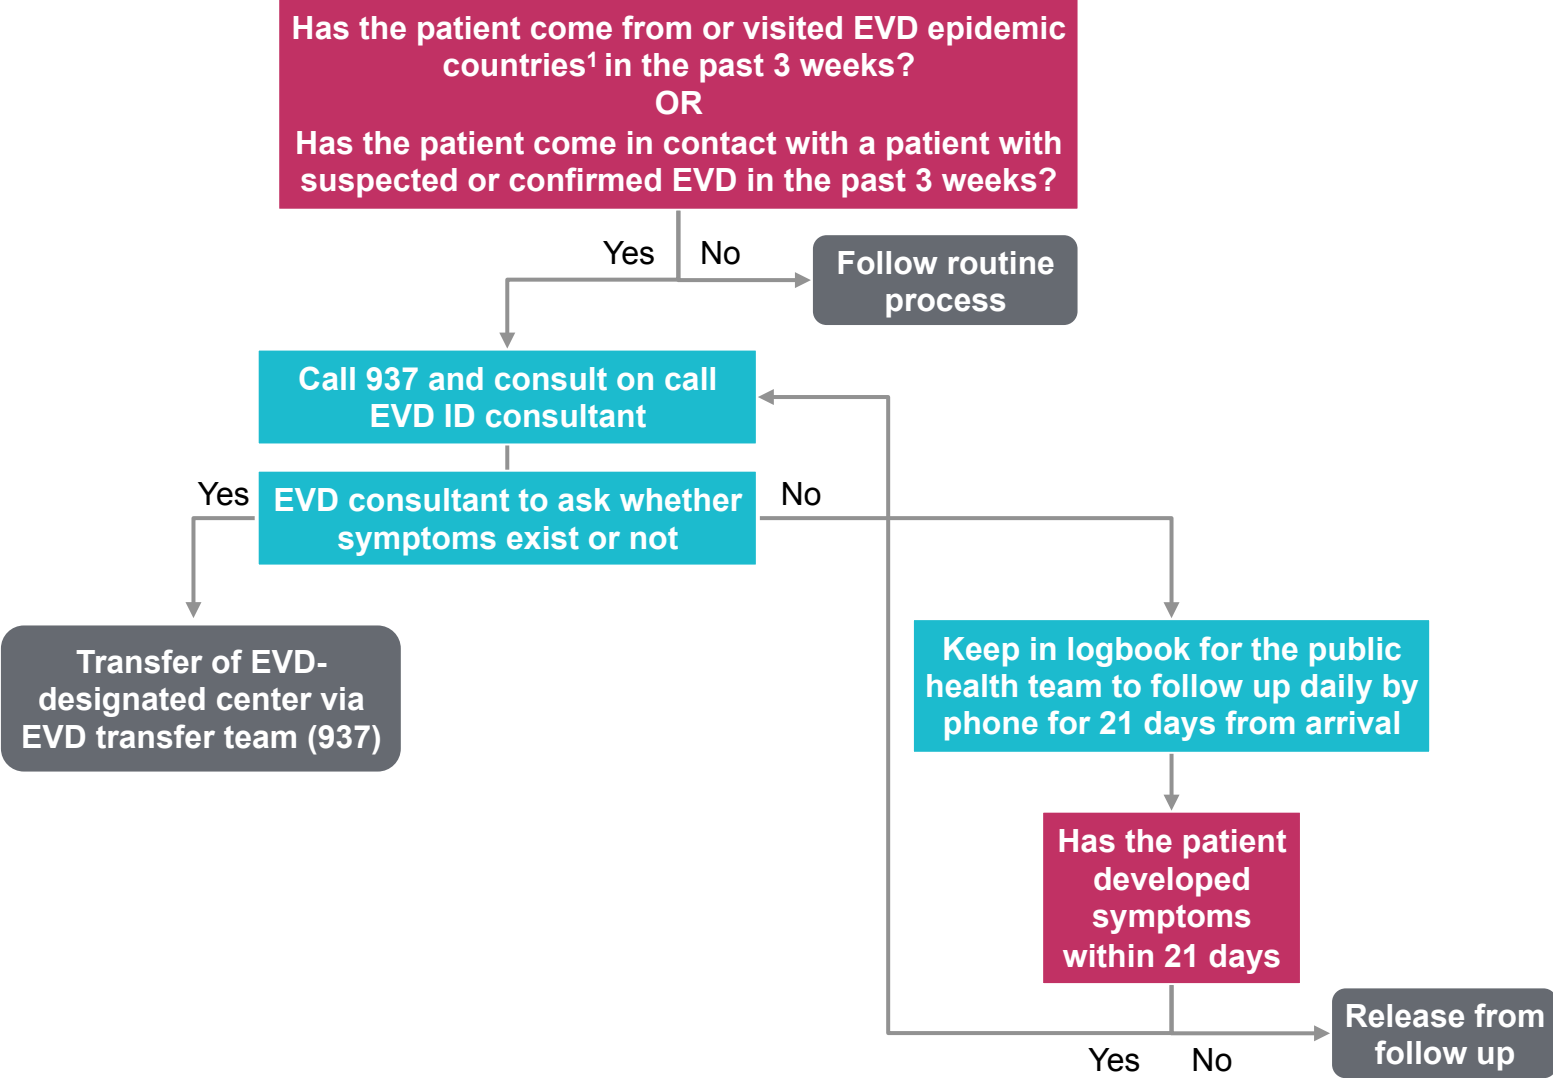 Has the patient come from or visited EVD epidemic
countries¹ in the past 3 weeks?
OR
Has the patient come in contact with a patient with
suspected or confirmed EVD in the past 3 weeks?
Yes
No
Follow routine
process
Call 937 and consult on call
EVD ID consultant
Yes
EVD consultant to ask whether
symptoms exist or not
No
Transfer of EVD-
designated center via
EVD transfer team (937)
Keep in logbook for the public
health team to follow up daily by
phone for 21 days from arrival
Has the patient
developed
symptoms
within 21 days
Yes
No
Release from
follow up